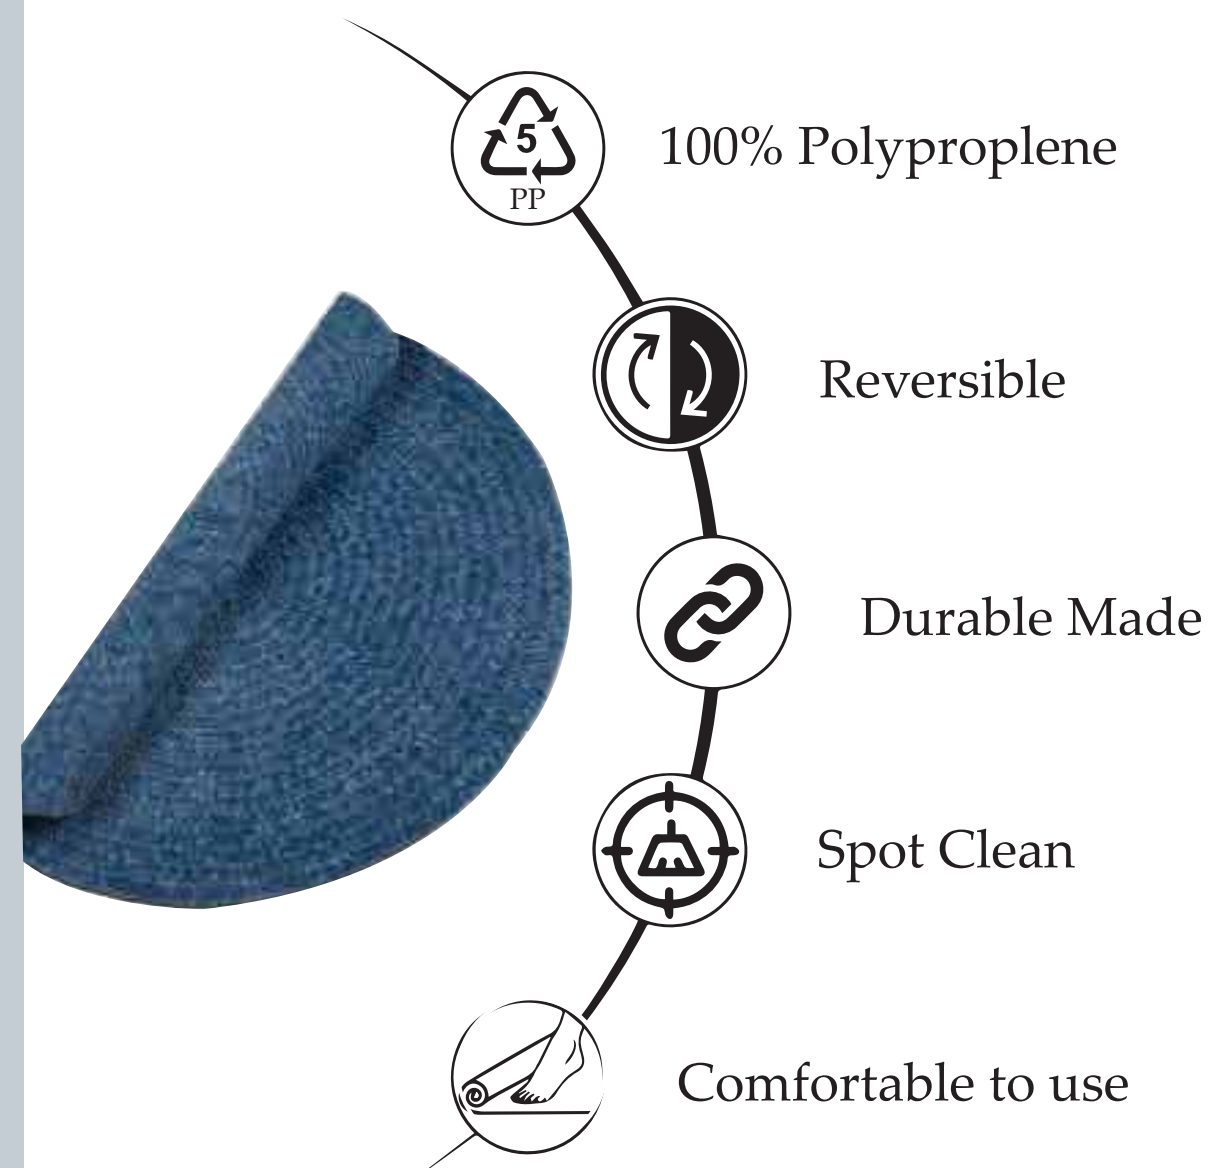 5
PP
100% Polyproplene
Reversible
Durable Made
Spot Clean
Comfortable to use